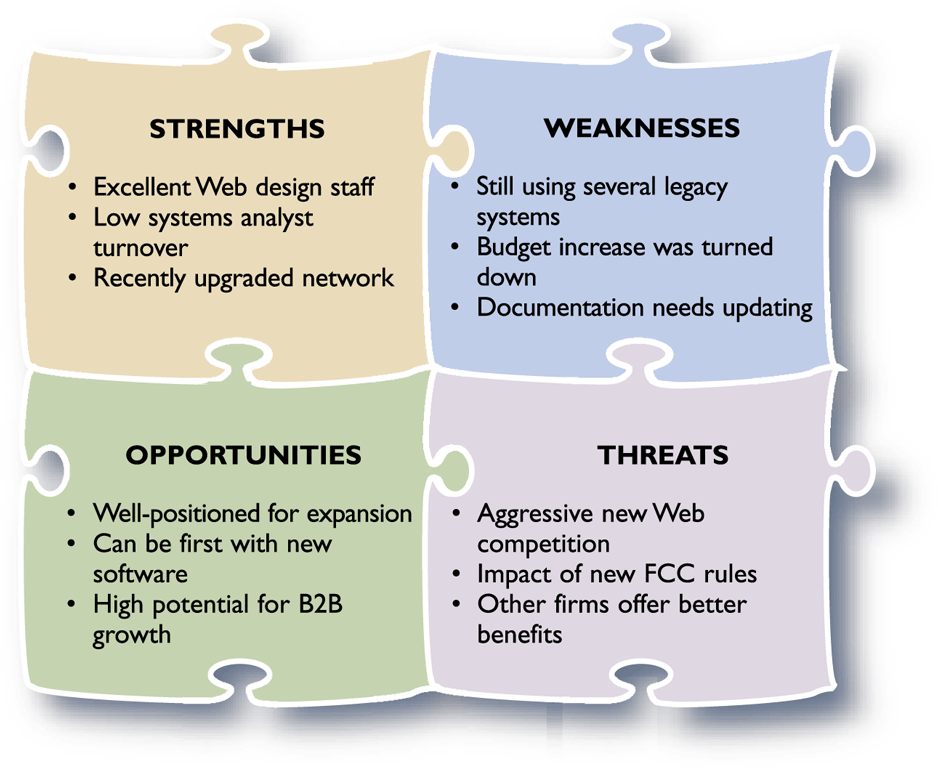 STRENGTHS
• Excellent Web design staff
• Low systems analyst
turnover
• Recently upgraded network
WEAKNESSES
• Still using several legacy
systems
• Budget increase was turned
down
• Documentation needs updating
OPPORTUNITIES
• Well-positioned for expansion
• Can be first with new
software
• High potential for B2B
growth
THREATS
• Aggressive new Web
competition
• Impact of new FCC rules
• Other firms offer better
benefits